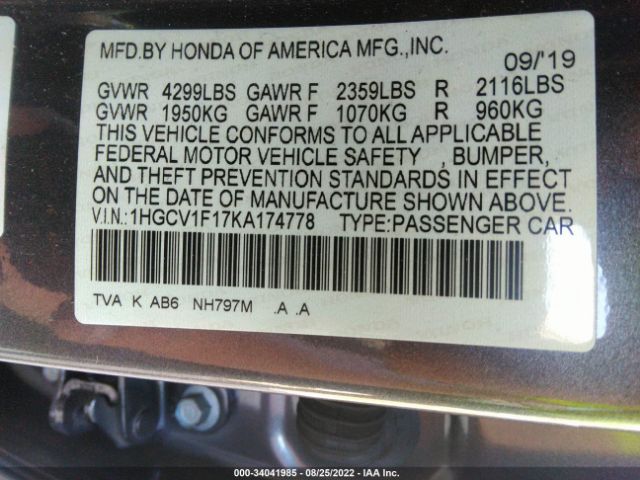 MFD.BY HONDA OF AMERICA MFG.,INC. 09/'19
GVWR 4299LBS GAWR F 2359LBS R 2116LBS
GVWR 1950KG GAWR F 1070KG R 960KG
THIS VEHICLE CONFORMS TO ALL APPLICABLE
FEDERAL MOTOR VEHICLE SAFETY , BUMPER,
AND THEFT PREVENTION STANDARDS IN EFFECT
ON THE DATE OF MANUFACTURE SHOWN ABOVE.
V.I.N.:1HGCV1F17KA174778 TYPE:PASSENGER CAR
TVA K AB6 NH797M .A .A
000-34041985 - 08/25/2022 - IAA Inc.